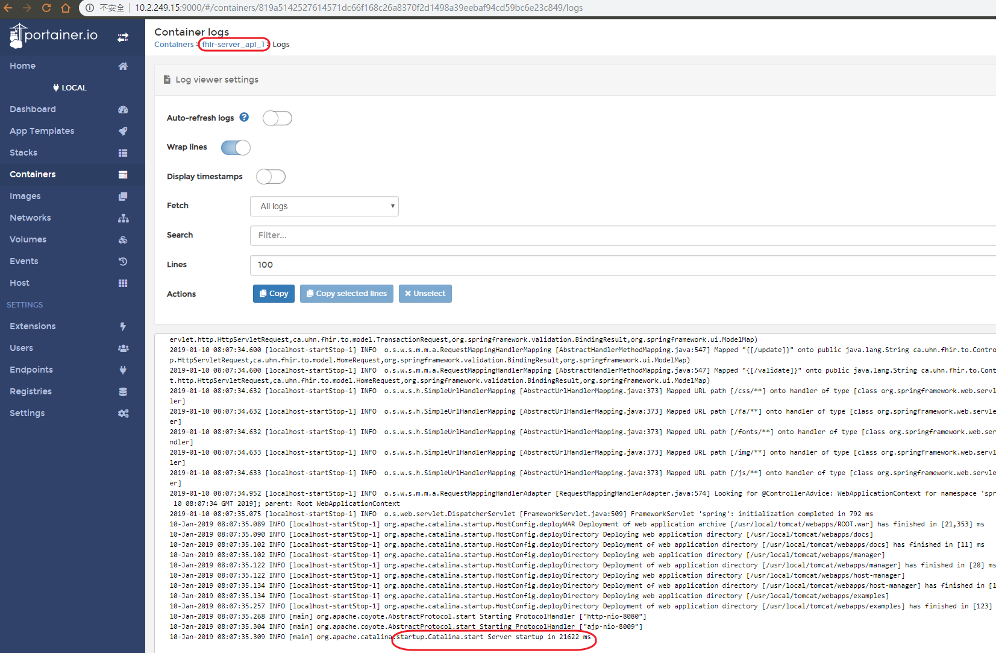 不安全 | 10.2.249.15:9000/#/containers/819a5142527614571dc66f168c26a8370f2d1498a39eebaf94cd59bc6e23c849/logs
portainer.io
Home
LOCAL
Dashboard
App Templates
Stacks
Containers
Images
Networks
Volumes
Events
Host
SETTINGS
Extensions
Users
Endpoints
Registries
Settings
Container logs
Containers > fhir-server_api_1 > Logs
Log viewer settings
Auto-refresh logs ?
Wrap lines
Display timestamps
Fetch All logs
Search Filter...
Lines 100
Actions Copy Copy selected lines Unselect
ervlet.http.HttpServletRequest,ca.uhn.fhir.to.model.TransactionRequest,org.springframework.validation.BindingResult,org.springframework.ui.ModelMap)
2019-01-10 08:07:34.600 [localhost-startStop-1] INFO o.s.w.s.m.m.a.RequestMappingHandlerMapping [AbstractHandlerMethodMapping.java:547] Mapped "{[/update]}" onto public java.lang.String ca.uhn.fhir.to.Contro
p.HttpServletRequest,ca.uhn.fhir.to.model.HomeRequest,org.springframework.validation.BindingResult,org.springframework.ui.ModelMap)
2019-01-10 08:07:34.600 [localhost-startStop-1] INFO o.s.w.s.m.m.a.RequestMappingHandlerMapping [AbstractHandlerMethodMapping.java:547] Mapped "{[/validate]}" onto public java.lang.String ca.uhn.fhir.to.Cont
t.http.HttpServletRequest,ca.uhn.fhir.to.model.HomeRequest,org.springframework.validation.BindingResult,org.springframework.ui.ModelMap)
2019-01-10 08:07:34.632 [localhost-startStop-1] INFO o.s.w.s.h.SimpleUrlHandlerMapping [AbstractUrlHandlerMapping.java:373] Mapped URL path [/css/**] onto handler of type [class org.springframework.web.servl
ler]
2019-01-10 08:07:34.632 [localhost-startStop-1] INFO o.s.w.s.h.SimpleUrlHandlerMapping [AbstractUrlHandlerMapping.java:373] Mapped URL path [/fa/**] onto handler of type [class org.springframework.web.servle
er]
2019-01-10 08:07:34.632 [localhost-startStop-1] INFO o.s.w.s.h.SimpleUrlHandlerMapping [AbstractUrlHandlerMapping.java:373] Mapped URL path [/fonts/**] onto handler of type [class org.springframework.web.ser
ndler]
2019-01-10 08:07:34.633 [localhost-startStop-1] INFO o.s.w.s.h.SimpleUrlHandlerMapping [AbstractUrlHandlerMapping.java:373] Mapped URL path [/img/**] onto handler of type [class org.springframework.web.servl
ler]
2019-01-10 08:07:34.633 [localhost-startStop-1] INFO o.s.w.s.h.SimpleUrlHandlerMapping [AbstractUrlHandlerMapping.java:373] Mapped URL path [/js/**] onto handler of type [class org.springframework.web.servle
er]
2019-01-10 08:07:34.952 [localhost-startStop-1] INFO o.s.w.s.m.m.a.RequestMappingHandlerAdapter [RequestMappingHandlerAdapter.java:574] Looking for @ControllerAdvice: WebApplicationContext for namespace 'spr
10 08:07:34 GMT 2019]; parent: Root WebApplicationContext
2019-01-10 08:07:35.075 [localhost-startStop-1] INFO o.s.web.servlet.DispatcherServlet [FrameworkServlet.java:509] FrameworkServlet 'spring': initialization completed in 792 ms
10-Jan-2019 08:07:35.089 INFO [localhost-startStop-1] org.apache.catalina.startup.HostConfig.deployWAR Deployment of web application archive [/usr/local/tomcat/webapps/ROOT.war] has finished in [21,353] ms
10-Jan-2019 08:07:35.090 INFO [localhost-startStop-1] org.apache.catalina.startup.HostConfig.deployDirectory Deploying web application directory [/usr/local/tomcat/webapps/docs]
10-Jan-2019 08:07:35.102 INFO [localhost-startStop-1] org.apache.catalina.startup.HostConfig.deployDirectory Deployment of web application directory [/usr/local/tomcat/webapps/docs] has finished in [11] ms
10-Jan-2019 08:07:35.102 INFO [localhost-startStop-1] org.apache.catalina.startup.HostConfig.deployDirectory Deploying web application directory [/usr/local/tomcat/webapps/manager]
10-Jan-2019 08:07:35.122 INFO [localhost-startStop-1] org.apache.catalina.startup.HostConfig.deployDirectory Deployment of web application directory [/usr/local/tomcat/webapps/manager] has finished in [20] ms
10-Jan-2019 08:07:35.122 INFO [localhost-startStop-1] org.apache.catalina.startup.HostConfig.deployDirectory Deploying web application directory [/usr/local/tomcat/webapps/host-manager]
10-Jan-2019 08:07:35.134 INFO [localhost-startStop-1] org.apache.catalina.startup.HostConfig.deployDirectory Deployment of web application directory [/usr/local/tomcat/webapps/host-manager] has finished in [1
10-Jan-2019 08:07:35.134 INFO [localhost-startStop-1] org.apache.catalina.startup.HostConfig.deployDirectory Deploying web application directory [/usr/local/tomcat/webapps/examples]
10-Jan-2019 08:07:35.257 INFO [localhost-startStop-1] org.apache.catalina.startup.HostConfig.deployDirectory Deployment of web application directory [/usr/local/tomcat/webapps/examples] has finished in [123]
10-Jan-2019 08:07:35.268 INFO [main] org.apache.coyote.AbstractProtocol.start Starting ProtocolHandler ["http-nio-8080"]
10-Jan-2019 08:07:35.304 INFO [main] org.apache.coyote.AbstractProtocol.start Starting ProtocolHandler ["ajp-nio-8009"]
10-Jan-2019 08:07:35.309 INFO [main] org.apache.catalina.startup.Catalina.start Server startup in 21622 ms